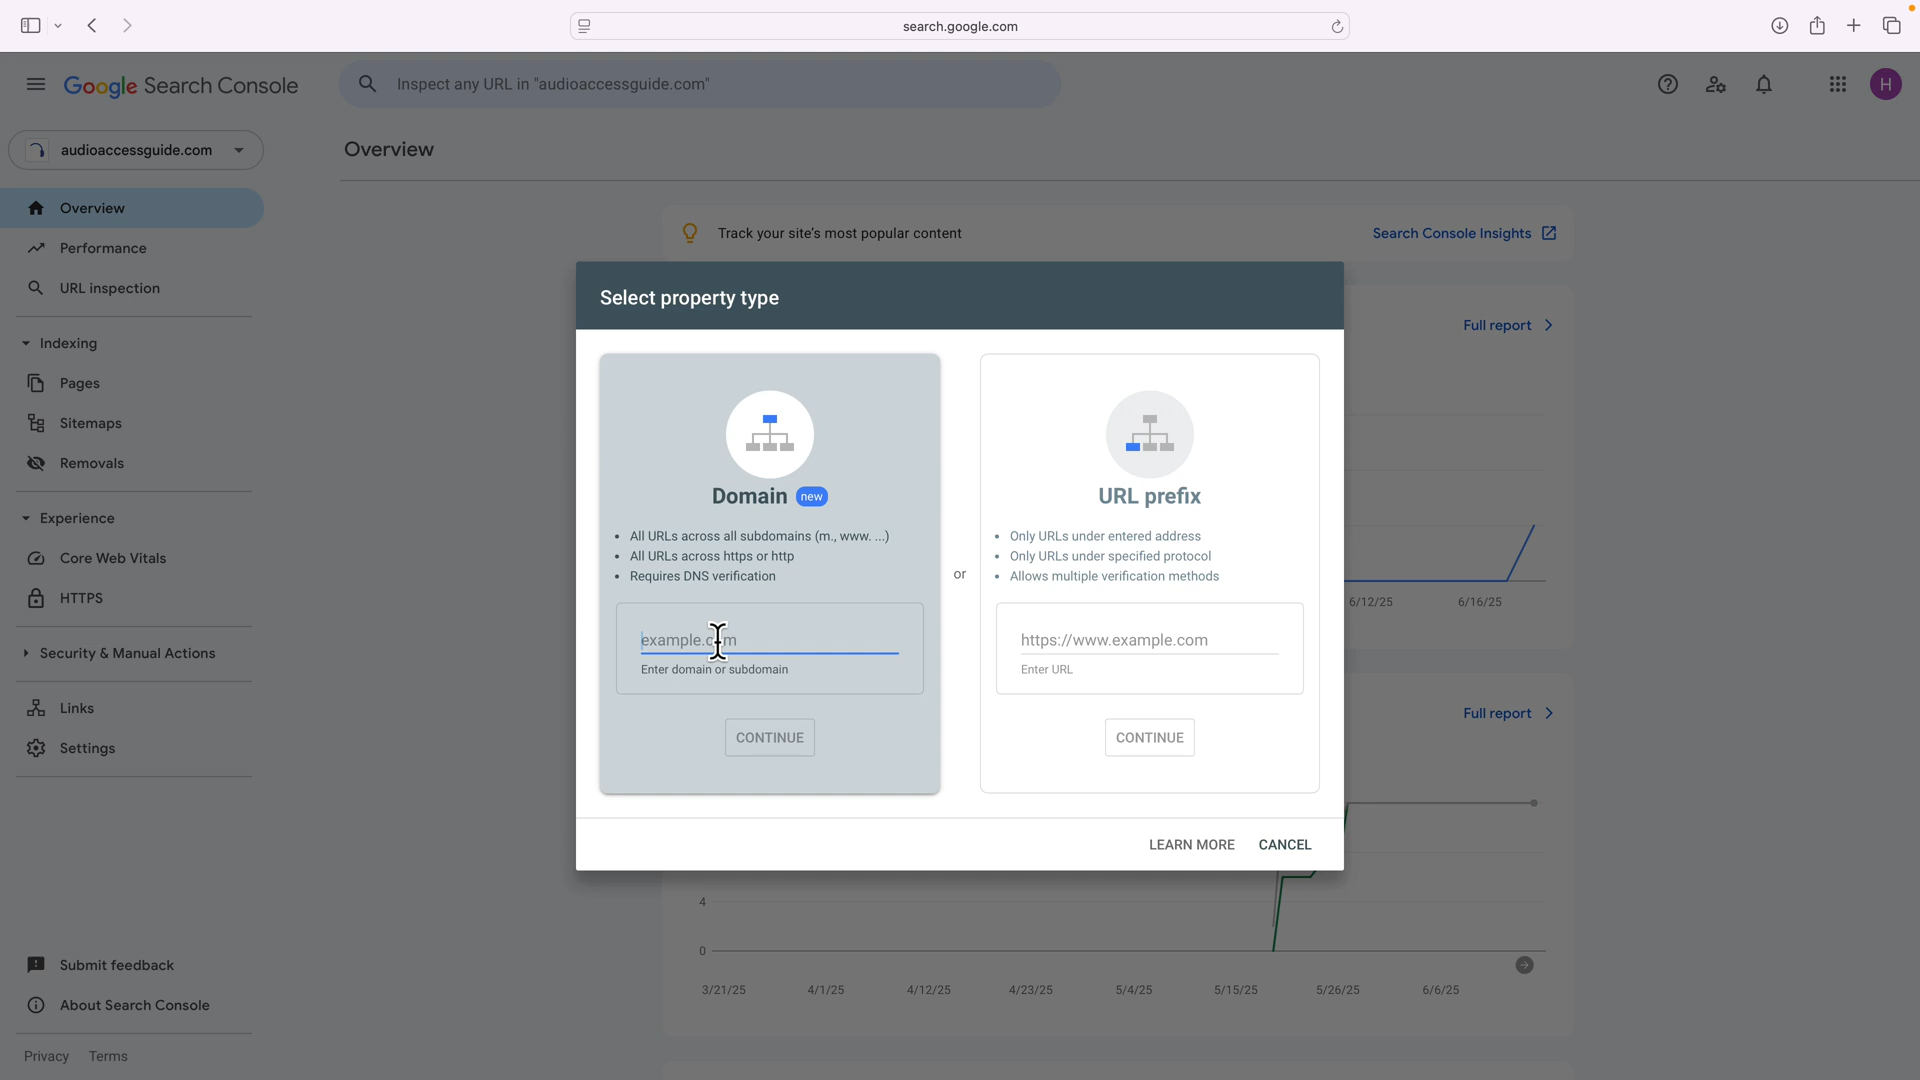 search.google.com
Google Search Console
Inspect any URL in "audioaccessguide.com"
H
audioaccessguide.com
Overview
Overview
Performance
URL inspection
Indexing
Pages
Sitemaps
Removals
Experience
Core Web Vitals
HTTPS
Security & Manual Actions
Links
Settings
Submit feedback
About Search Console
Privacy Terms
Track your site's most popular content
Search Console Insights
Full report
6/12/25 6/16/25
Full report
Select property type
Domain new
All URLs across all subdomains (m., www. ...)
All URLs across https or http
Requires DNS verification
example.com
Enter domain or subdomain
CONTINUE
or
URL prefix
Only URLs under entered address
Only URLs under specified protocol
Allows multiple verification methods
https://www.example.com
Enter URL
CONTINUE
LEARN MORE CANCEL
4
0
3/21/25 4/1/25 4/12/25 4/23/25 5/4/25 5/15/25 5/26/25 6/6/25